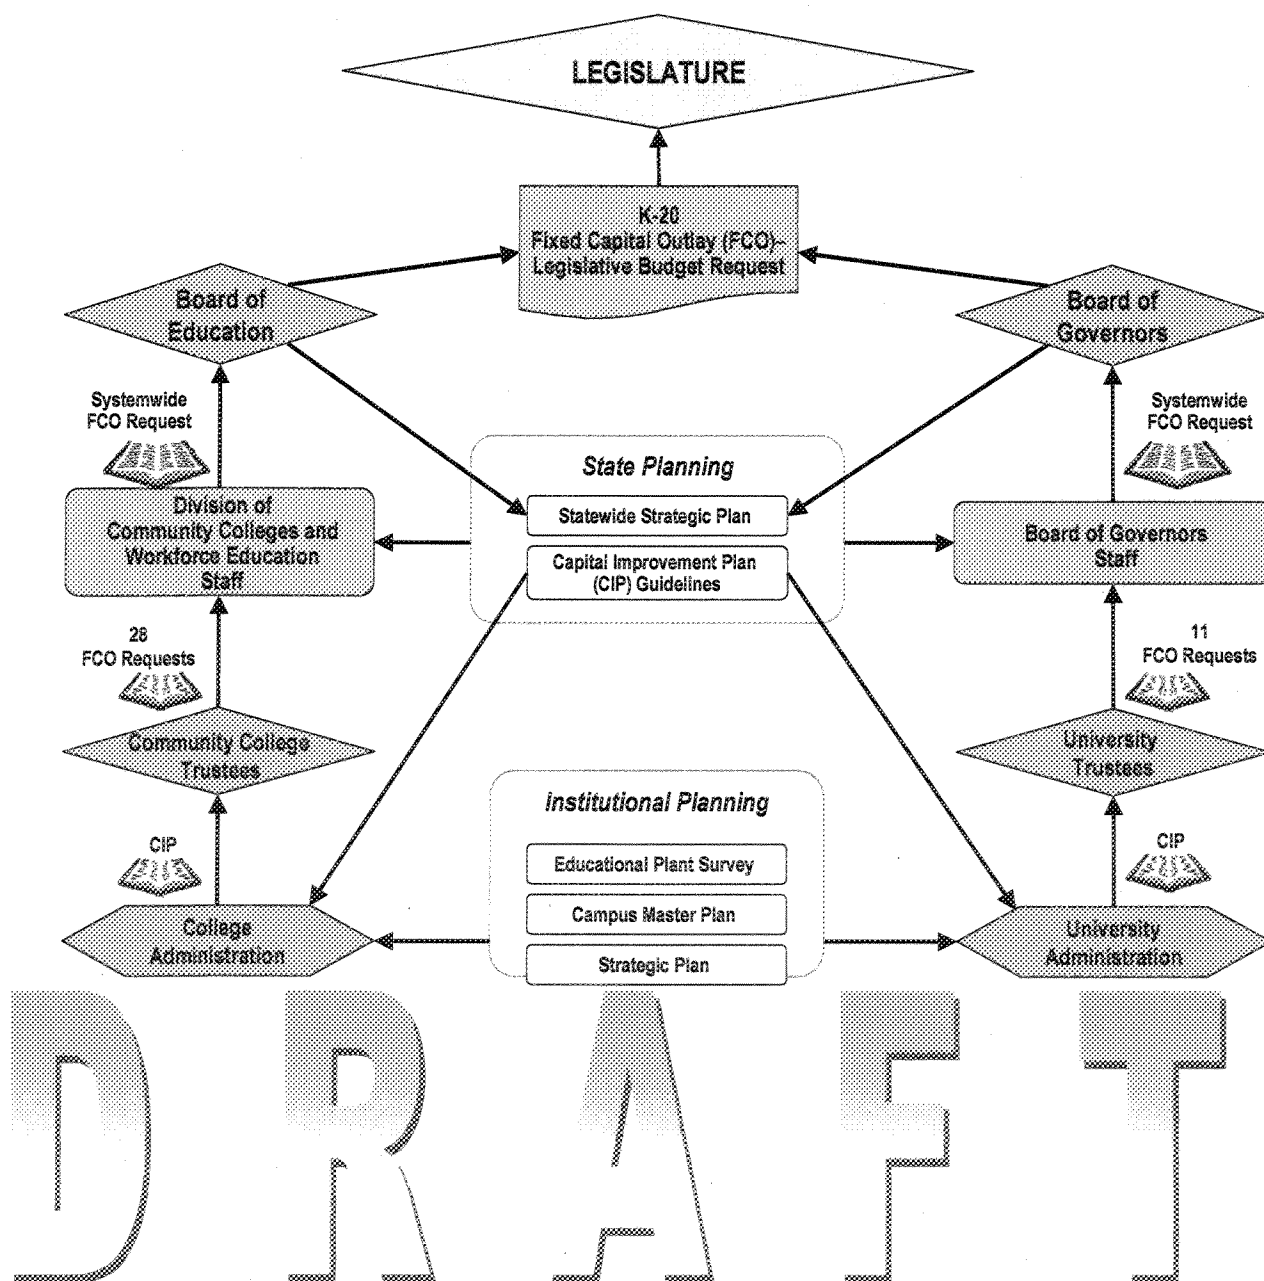 LEGISLATURE
K-20
Fixed Capital Outlay (FCO)–
Legislative Budget Request
Board of
Education
Board of
Governors
Systemwide
FCO Request
Systemwide
FCO Request
State Planning
Statewide Strategic Plan
Capital Improvement Plan
(CIP) Guidelines
Division of
Community Colleges and
Workforce Education
Staff
Board of Governors
Staff
28
FCO Requests
11
FCO Requests
Community College
Trustees
University
Trustees
Institutional Planning
Educational Plant Survey
Campus Master Plan
Strategic Plan
CIP
CIP
College
Administration
University
Administration
DRAFT